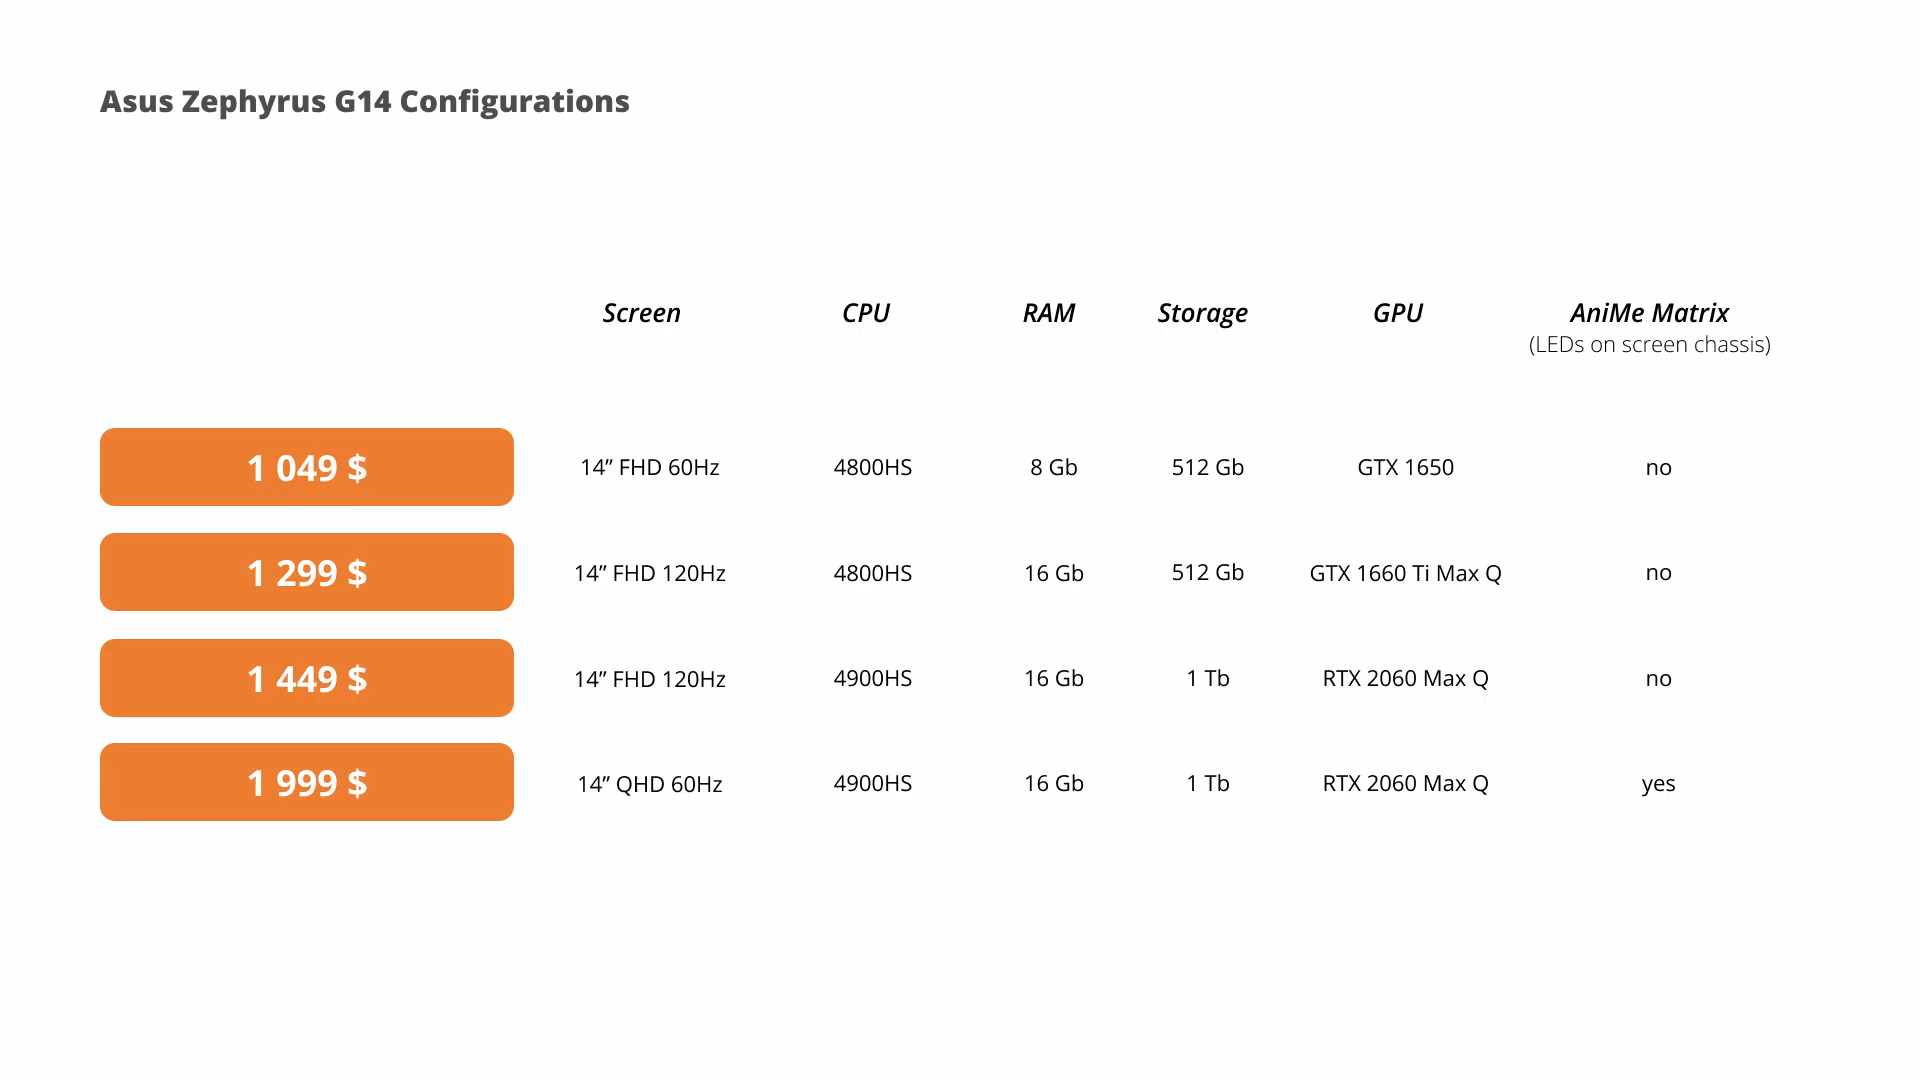 Asus Zephyrus G14 Configurations
Screen CPU RAM Storage GPU AniMe Matrix
(LEDs on screen chassis)
1 049 $ 14” FHD 60Hz 4800HS 8 Gb 512 Gb GTX 1650 no
1 299 $ 14” FHD 120Hz 4800HS 16 Gb 512 Gb GTX 1660 Ti Max Q no
1 449 $ 14” FHD 120Hz 4900HS 16 Gb 1 Tb RTX 2060 Max Q no
1 999 $ 14” QHD 60Hz 4900HS 16 Gb 1 Tb RTX 2060 Max Q yes